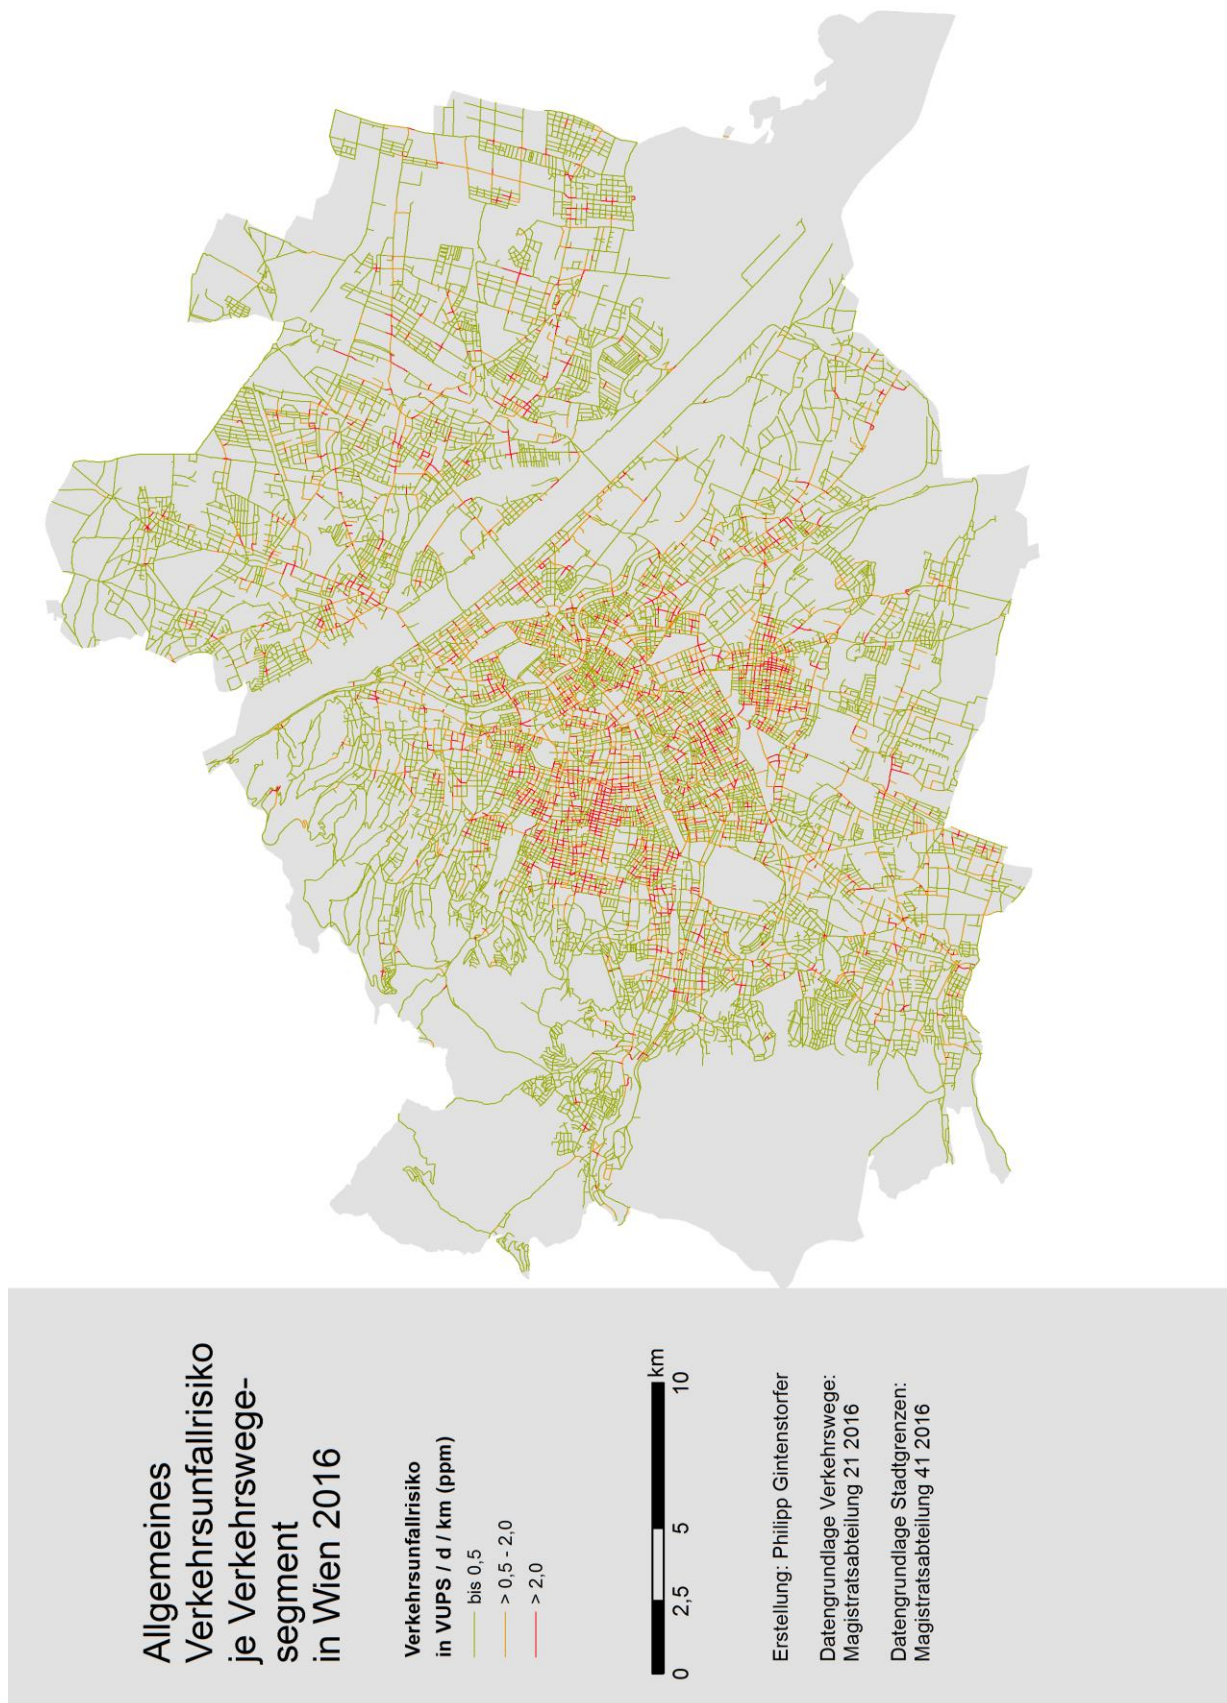 Allgemeines
Verkehrsunfallrisiko
je Verkehrswege-
segment
in Wien 2016
Verkehrsunfallrisiko
in VUPS / d / km (ppm)
bis 0,5
> 0,5 - 2,0
> 2,0
0 2,5 5 10
km
Erstellung: Philipp Gintenstorfer
Datengrundlage Verkehrswege:
Magistratsabteilung 21 2016
Datengrundlage Stadtgrenzen:
Magistratsabteilung 41 2016